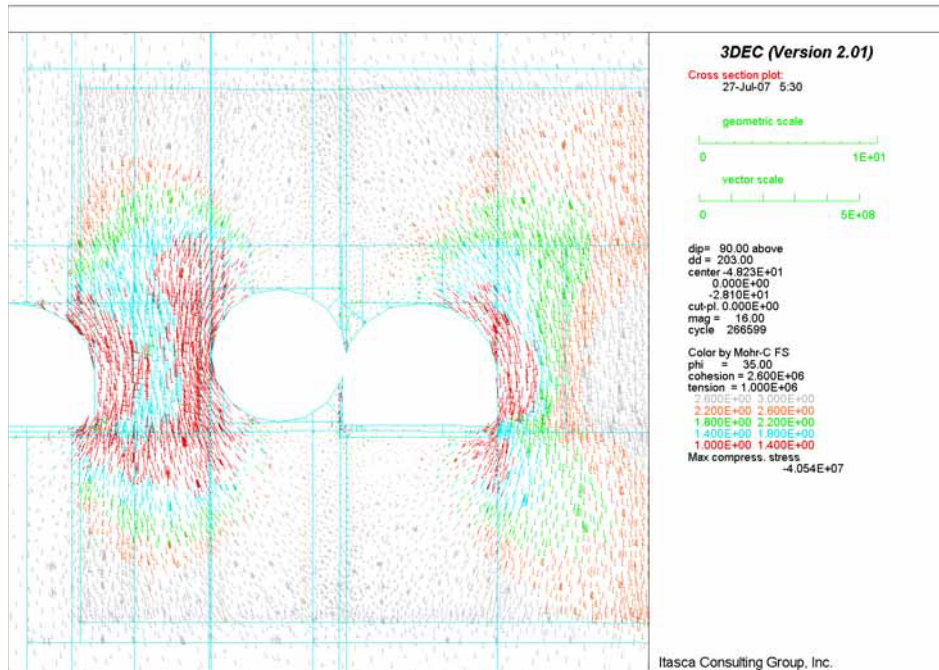 3DEC (Version 2.01)
Cross section plot:
27-Jul-07 5:30
geometric scale
0 1E+01
vector scale
0 5E+08
dip= 90.00 above
dd = 203.00
center -4.823E+01
0.000E+00
-2.810E+01
cut-pl. 0.000E+00
mag = 16.00
cycle 266599
Color by Mohr-C FS
phi = 35.00
cohesion = 2.600E+06
tension = 1.000E+06
2.600E+00 3.000E+00
2.200E+00 2.600E+00
1.800E+00 2.200E+00
1.400E+00 1.800E+00
1.000E+00 1.400E+00
Max compress. stress
-4.054E+07
Itasca Consulting Group, Inc.